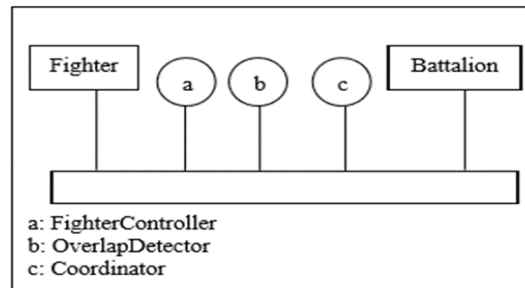 Fighter
a
b
c
Battalion
a: FighterController
b: OverlapDetector
c: Coordinator